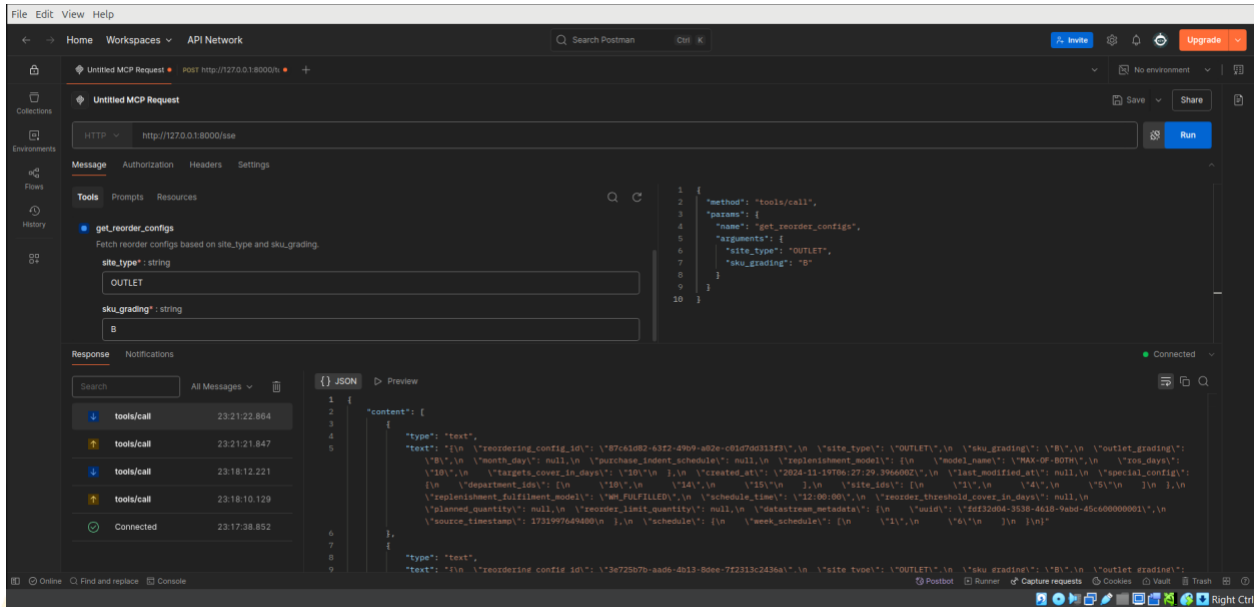 File Edit View Help
Home Workspaces API Network Search Postman Ctrl K Invite Upgrade
Untitled MCP Request POST http://127.0.0.1:8000/ No environment
Collections
Environments
Flows
History
Untitled MCP Request Save Share
HTTP http://127.0.0.1:8000/sse Run
Message Authorization Headers Settings
Tools Prompts Resources
get_reorder_configs
Fetch reorder configs based on site_type and sku_grading.
site_type* : string
OUTLET
sku_grading* : string
B
1 {
2 "method": "tools/call",
3 "params": {
4 "name": "get_reorder_configs",
5 "arguments": {
6 "site_type": "OUTLET",
7 "sku_grading": "B"
8 }
9 }
10 }
Response Notifications Connected
Search All Messages
tools/call 23:21:22.864
tools/call 23:21:21.847
tools/call 23:18:12.221
tools/call 23:18:10.129
Connected 23:17:38.852
{} JSON Preview
1 {
2 "content": [
3 {
4 "type": "text",
5 "text": "{\n \"reordering_config_id\": \"87c61d82-63f2-49b9-a02e-c01d7dd313f3\",\n \"site_type\": \"OUTLET\",\n \"sku_grading\": \"B\",\n \"outlet_grading\":
\"B\",\n \"month_day\": null,\n \"purchase_indent_schedule\": null,\n \"replenishment_model\": {\n \"model_name\": \"MAX-OF-BOTH\",\n \"ros_days\":
\"10\",\n \"targets_cover_in_days\": \"10\"\n },\n \"created_at\": \"2024-11-19T06:27:29.396600Z\",\n \"last_modified_at\": null,\n \"special_config\":
{\n \"department_ids\": [\n \"10\",\n \"14\",\n \"15\"\n ],\n \"site_ids\": [\n \"1\",\n \"4\",\n \"5\"\n ]\n },\n
\"replenishment_fulfilment_model\": \"WH_FULFILLED\",\n \"schedule_time\": \"12:00:00\",\n \"reorder_threshold_cover_in_days\": null,\n
\"planned_quantity\": null,\n \"reorder_limit_quantity\": null,\n \"datastream_metadata\": {\n \"uuid\": \"fdf32d04-3538-4618-9abd-45c600000001\",\n
\"source_timestamp\": 1731997649400\n },\n \"schedule\": {\n \"week_schedule\": [\n \"1\",\n \"6\"\n ]\n }\n}"
6 },
7 {
8 "type": "text",
9 "text": "{\n \"reordering_config_id\": \"3e725b7b-aad6-4b13-8dee-7f2313c2436a\",\n \"site_type\": \"OUTLET\",\n \"sku_grading\": \"B\",\n \"outlet_grading\":
Online Find and replace Console Postbot Runner Capture requests Cookies Vault Trash
Right Ctrl